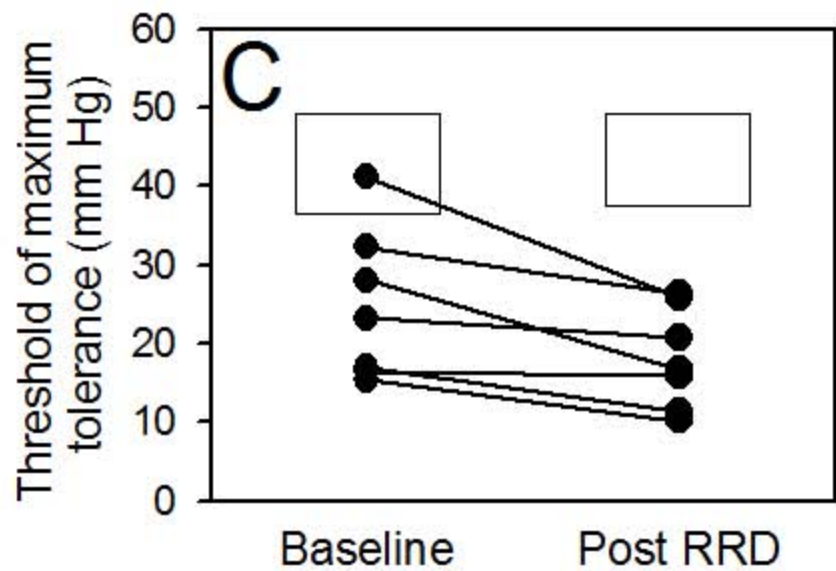 C
Threshold of maximum
tolerance (mm Hg)
60
50
40
30
20
10
0
Baseline
Post RRD